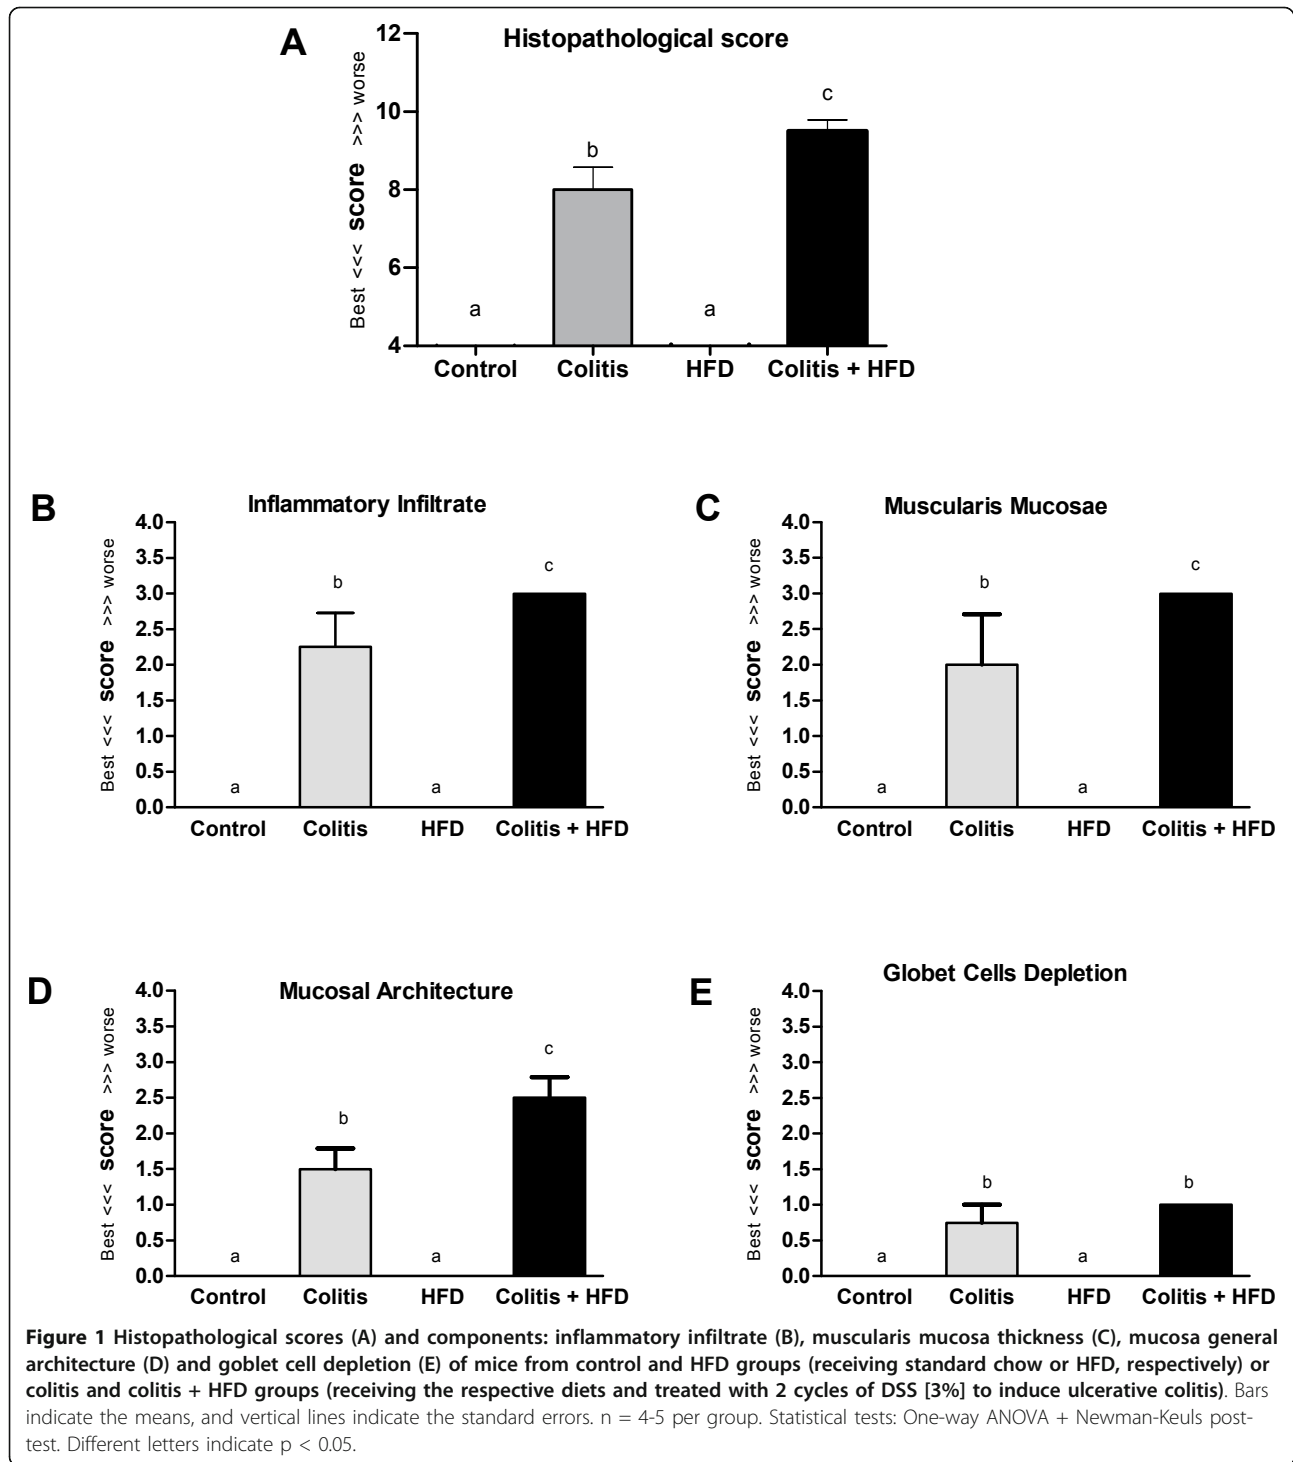 A
Histopathological score
Best <<< score >>> worse
12
10
8
6
4
a
b
a
c
Control
Colitis
HFD
Colitis + HFD
B
Inflammatory Infiltrate
Best <<< score >>> worse
4.0
3.5
3.0
2.5
2.0
1.5
1.0
0.5
0.0
a
b
a
c
Control
Colitis
HFD
Colitis + HFD
C
Muscularis Mucosae
Best <<< score >>> worse
4.0
3.5
3.0
2.5
2.0
1.5
1.0
0.5
0.0
a
b
a
c
Control
Colitis
HFD
Colitis + HFD
D
Mucosal Architecture
Best <<< score >>> worse
4.0
3.5
3.0
2.5
2.0
1.5
1.0
0.5
0.0
a
b
a
c
Control
Colitis
HFD
Colitis + HFD
E
Globet Cells Depletion
Best <<< score >>> worse
4.0
3.5
3.0
2.5
2.0
1.5
1.0
0.5
0.0
a
b
a
b
Control
Colitis
HFD
Colitis + HFD
Figure 1 Histopathological scores (A) and components: inflammatory infiltrate (B), muscularis mucosa thickness (C), mucosa general
architecture (D) and goblet cell depletion (E) of mice from control and HFD groups (receiving standard chow or HFD, respectively) or
colitis and colitis + HFD groups (receiving the respective diets and treated with 2 cycles of DSS [3%] to induce ulcerative colitis). Bars
indicate the means, and vertical lines indicate the standard errors. n = 4-5 per group. Statistical tests: One-way ANOVA + Newman-Keuls post-
test. Different letters indicate p < 0.05.